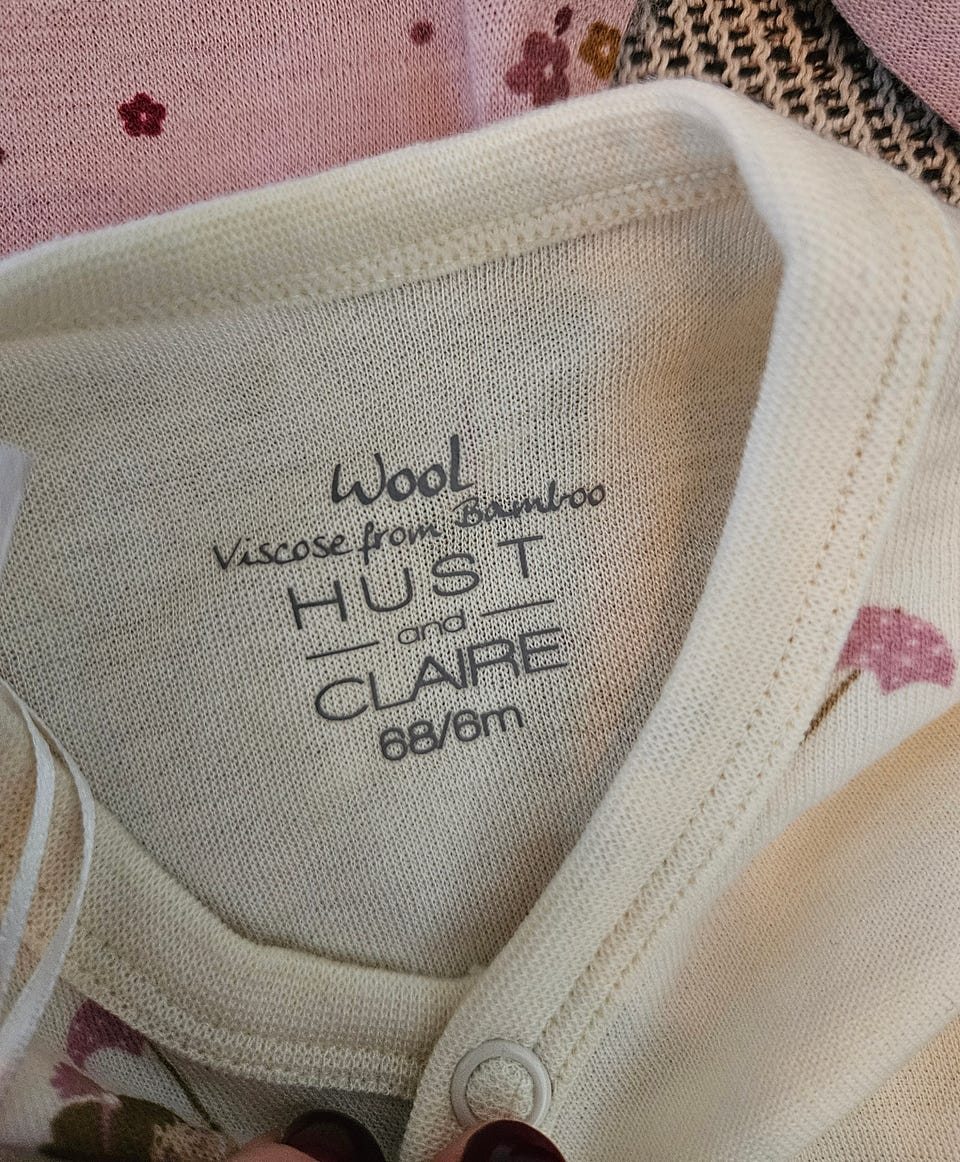 Wool
Viscose from Bamboo
HUST
and
CLAIRE
68/6m